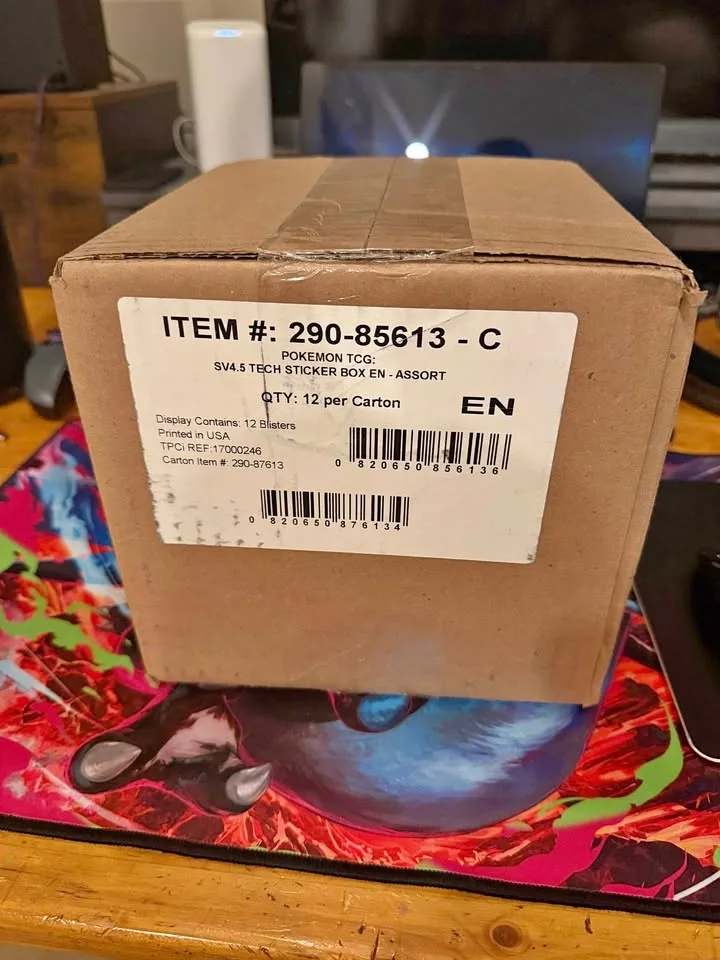 ITEM #: 290-85613 - C
POKEMON TCG:
SV4.5 TECH STICKER BOX EN - ASSORT
QTY: 12 per Carton
EN
Display Contains: 12 Blisters
Printed in USA
TPCi REF:17000246
Carton Item #: 290-87613
0 820650 856136
0 820650 876134